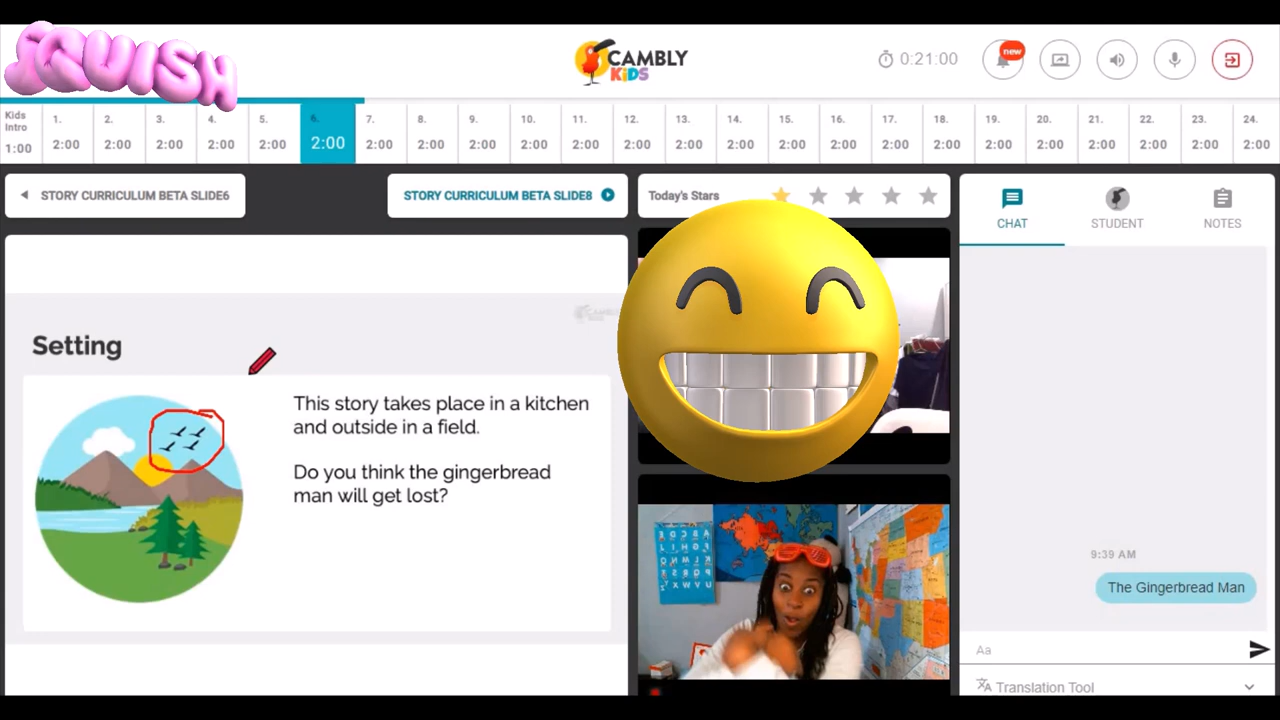 SQUISH
CAMBLY
KIDS
0:21:00
new
Kids
Intro
1:00
1.
2:00
2.
2:00
3.
2:00
4.
2:00
5.
2:00
6.
2:00
7.
2:00
8.
2:00
9.
2:00
10.
2:00
11.
2:00
12.
2:00
13.
2:00
14.
2:00
15.
2:00
16.
2:00
17.
2:00
18.
2:00
19.
2:00
20.
2:00
21.
2:00
22.
2:00
23.
2:00
24.
2:00
STORY CURRICULUM BETA SLIDE6
STORY CURRICULUM BETA SLIDE8
Today's Stars
CHAT
STUDENT
NOTES
Setting
This story takes place in a kitchen
and outside in a field.
Do you think the gingerbread
man will get lost?
9:39 AM
The Gingerbread Man
Aa
Translation Tool